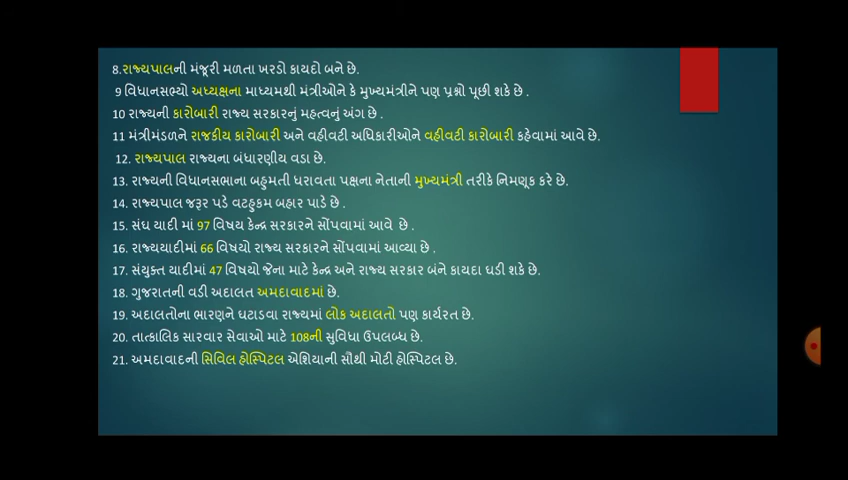 8.રાજ્યપાલની મંજૂરી મળતા ખરડો કાયદો બને છે.
9 વિધાનસભ્યો અધ્યક્ષના માધ્યમથી મંત્રીઓને કે મુખ્યમંત્રીને પણ પ્રશ્નો પૂછી શકે છે .
10 રાજ્યની કારોબારી રાજ્ય સરકારનું મહત્વનું અંગ છે .
11 મંત્રીમંડળને રાજકીય કારોબારી અને વહીવટી અધિકારીઓને વહીવટી કારોબારી કહેવામાં આવે છે.
12. રાજ્યપાલ રાજ્યના બંધારણીય વડા છે.
13. રાજ્યની વિધાનસભાના બહુમતી ધરાવતા પક્ષના નેતાની મુખ્યમંત્રી તરીકે નિમણૂક કરે છે.
14. રાજ્યપાલ જરૂર પડે વટહુકમ બહાર પાડે છે .
15. સંઘ યાદી માં 97 વિષય કેન્દ્ર સરકારને સોંપવામાં આવે  છે .
16. રાજ્યયાદીમાં 66 વિષયો રાજ્ય સરકારને સોંપવામાં આવ્યા છે .
17. સંયુક્ત યાદીમાં 47 વિષયો જેના માટે કેન્દ્ર અને રાજ્ય સરકાર બંને કાયદા ઘડી શકે છે.
18. ગુજરાતની વડી અદાલત અમદાવાદમાં છે.
19. અદાલતોના ભારણને ઘટાડવા રાજ્યમાં લોક અદાલતો પણ કાર્યરત છે.
20. તાત્કાલિક સારવાર સેવાઓ માટે 108ની સુવિધા ઉપલબ્ધ છે.
21. અમદાવાદની સિવિલ હોસ્પિટલ એશિયાની સૌથી મોટી હોસ્પિટલ છે.